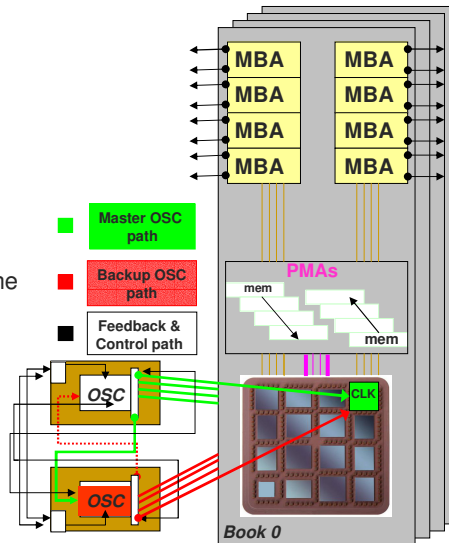 MBA MBA
MBA MBA
MBA MBA
MBA MBA
Master OSC
path
ne
Backup OSC
path
Feedback &
Control path
PMAs
mem
mem
OSC
CLK
OSC
Book 0